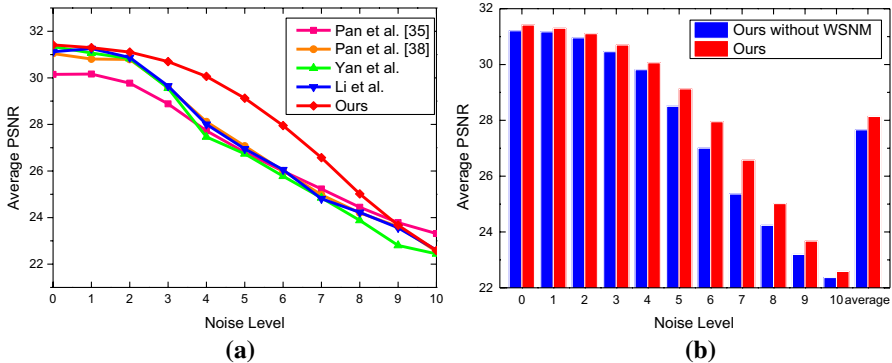 Average PSNR
32
30
28
26
24
22
Pan et al. [35]
Pan et al. [38]
Yan et al.
Li et al.
Ours
0 1 2 3 4 5 6 7 8 9 10
Noise Level
(a)
Average PSNR
32
30
28
26
24
22
Ours without WSNM
Ours
0 1 2 3 4 5 6 7 8 9 10 average
Noise Level
(b)